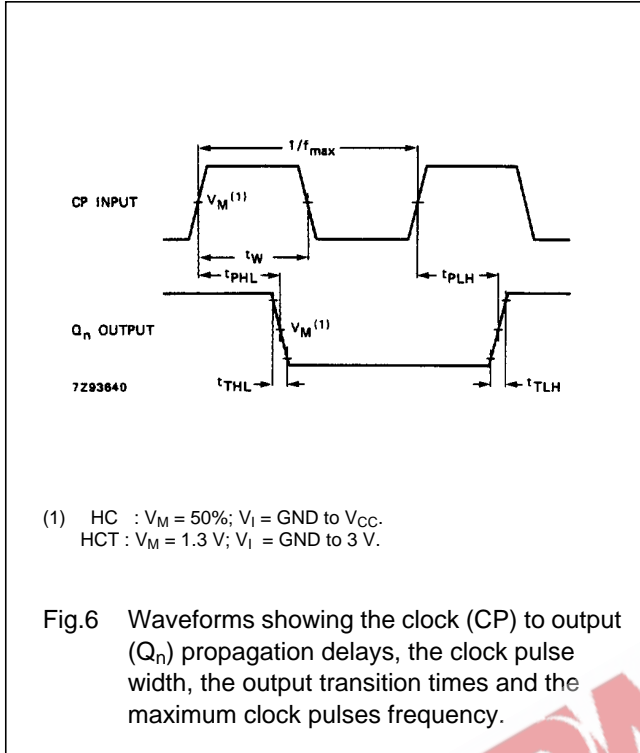 1/fmax
CP INPUT
VM(1)
tW
tPHL
tPLH
Qn OUTPUT
VM(1)
7Z93640
tTHL
tTLH
(1) HC : VM = 50%; VI = GND to VCC.
HCT : VM = 1.3 V; VI = GND to 3 V.
Fig.6 Waveforms showing the clock (CP) to output
(Qn) propagation delays, the clock pulse
width, the output transition times and the
maximum clock pulses frequency.